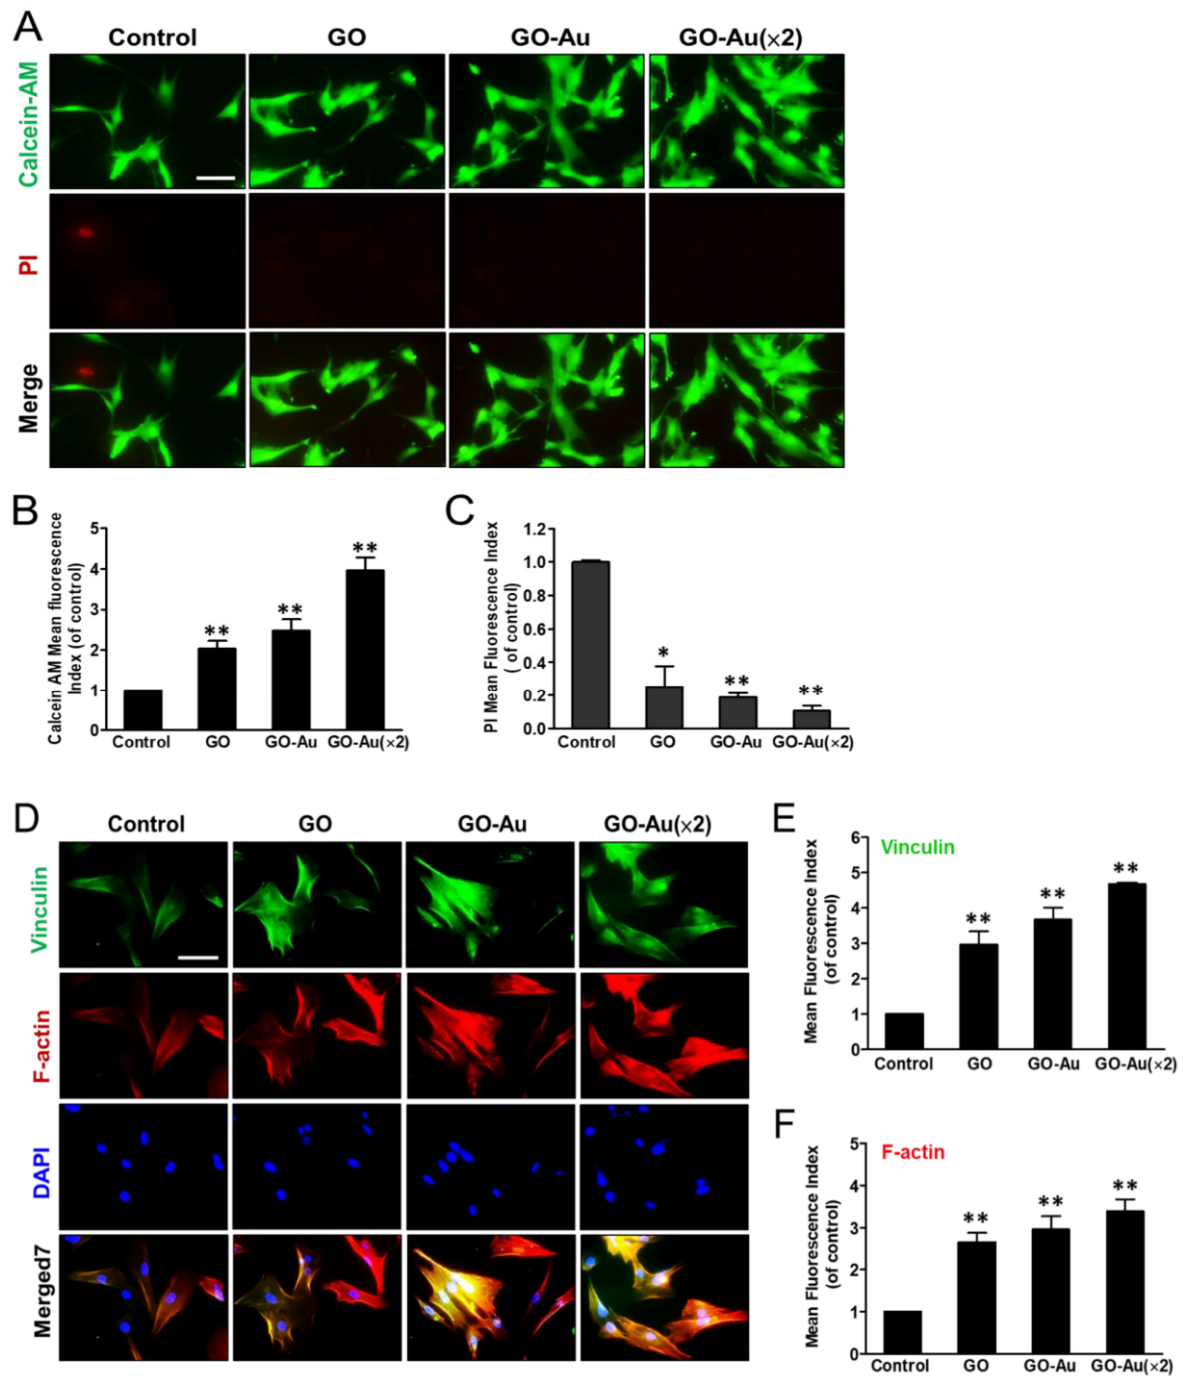 A
Control GO GO-Au GO-Au(×2)
Calcein-AM
PI
Merge
B
Calcein AM Mean fluorescence
Index (of control)
5
4
3
2
1
0
**
**
**
Control GO GO-Au GO-Au(×2)
C
PI Mean Fluorescence Index
( of control)
1.2
1.0
0.8
0.6
0.4
0.2
0.0
*
**
**
Control GO GO-Au GO-Au(×2)
D
Control GO GO-Au GO-Au(×2)
Vinculin
F-actin
DAPI
Merged7
E
Vinculin
Mean Fluorescence Index
(of control)
6
5
4
3
2
1
0
**
**
**
Control GO GO-Au GO-Au(×2)
F
F-actin
Mean Fluorescence Index
(of control)
5
4
3
2
1
0
**
**
**
Control GO GO-Au GO-Au(×2)